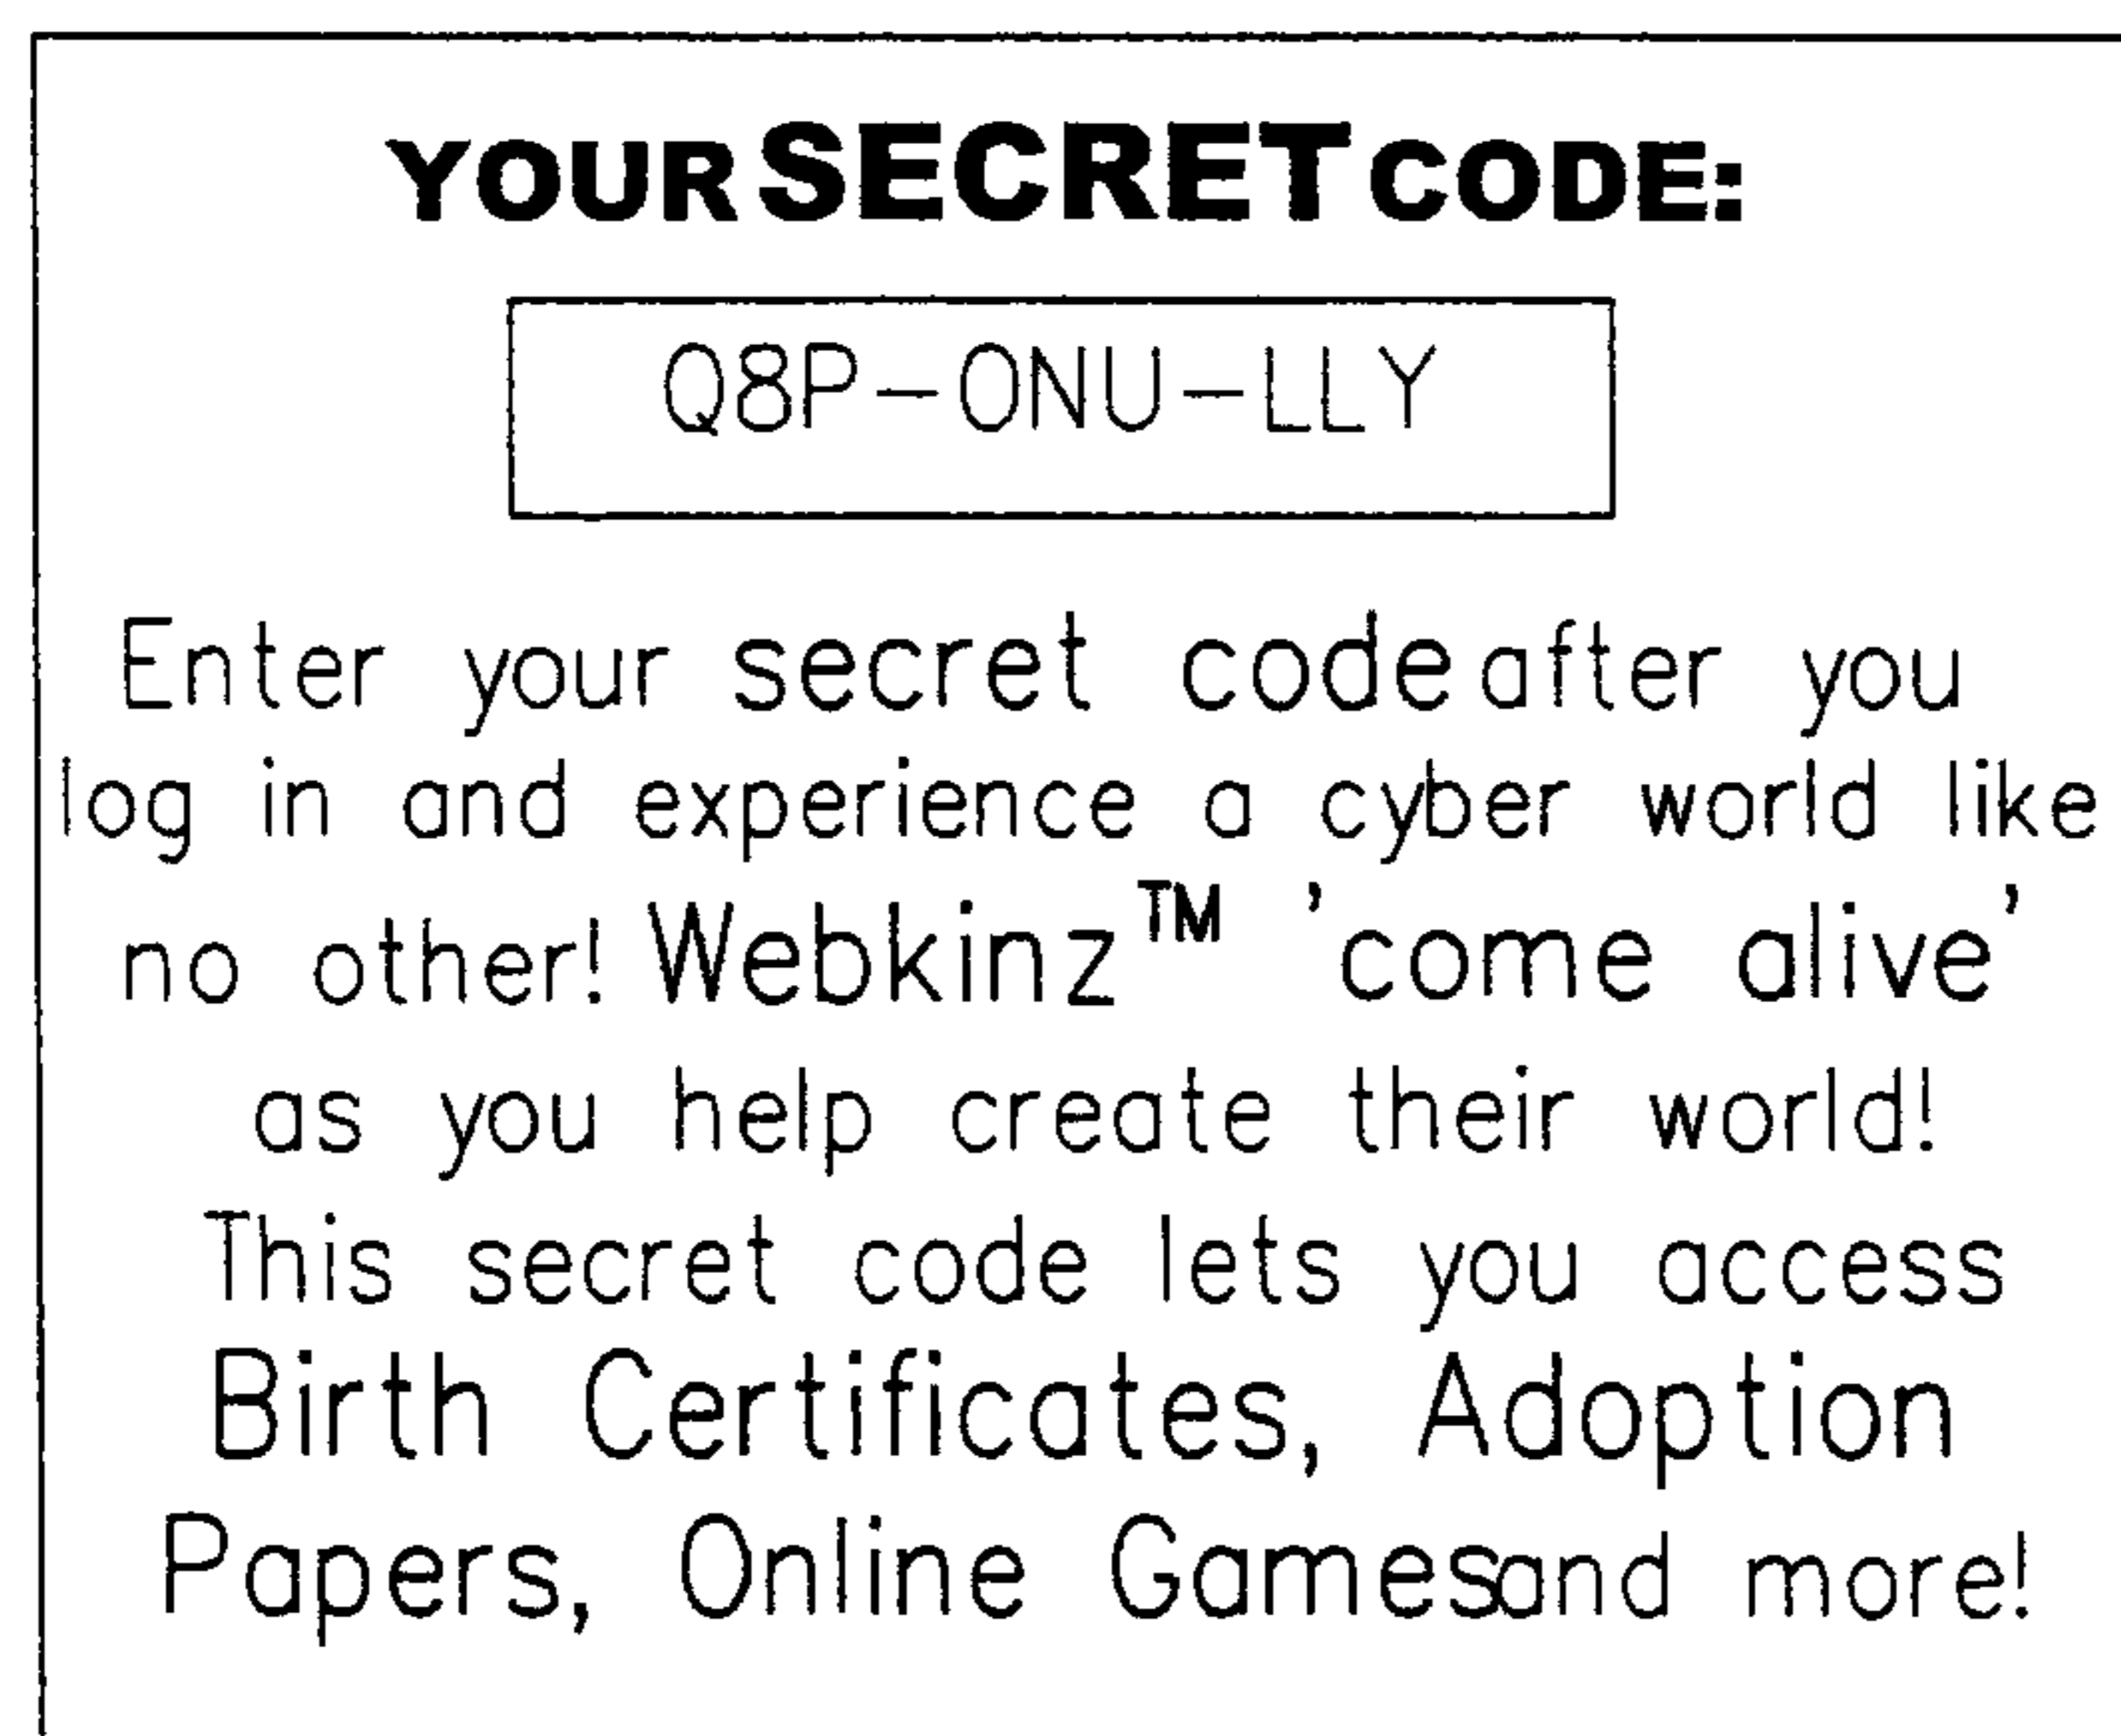 YOUR SECRET CODE:
Q8P-0NU-LLY
Enter your secret code after you
log in and experience a cyber world like
no other! Webkinz™ 'come alive'
as you help create their world!
This secret code lets you access
Birth Certificates, Adoption
Papers, Online Games and more!